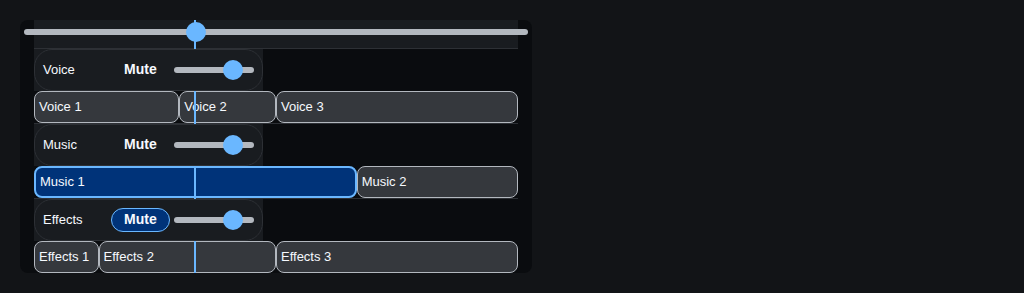 Voice Mute
Voice 1 Voice 2 Voice 3
Music Mute
Music 1 Music 2
Effects Mute
Effects 1 Effects 2 Effects 3